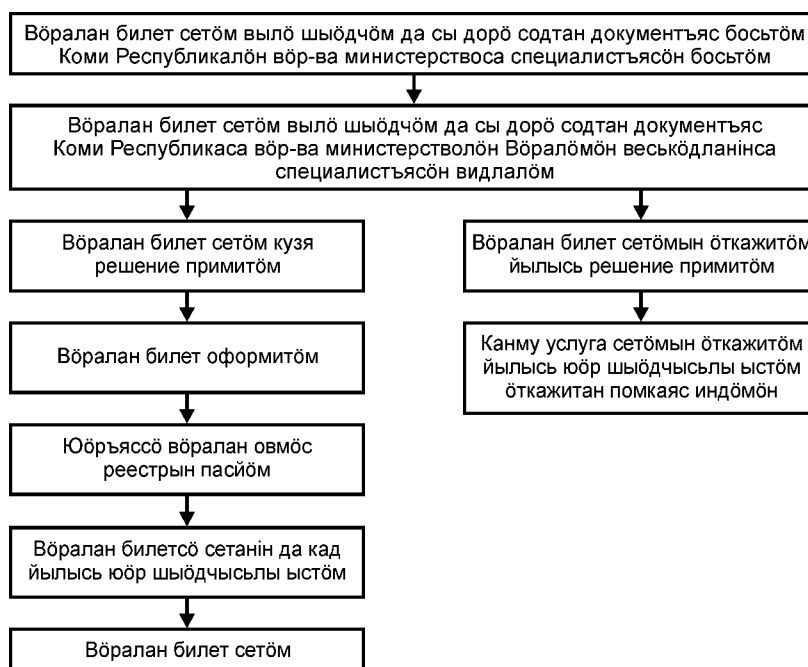 Вӧралан билет сетӧм вылӧ шыӧдчӧм да сы дорӧ содтан документъяс босьтӧм
Коми Республикалӧн вӧр-ва министерствоса специалистъясӧн босьтӧм
Вӧралан билет сетӧм вылӧ шыӧдчӧм да сы дорӧ содтан документъяс
Коми Республикаса вӧр-ва министерстволӧн Вӧралӧмӧн веськӧдланінса
специалистъясӧн видлалӧм
Вӧралан билет сетӧм кузя
решение примитӧм
Вӧралан билет сетӧмын ӧткажитӧм
йылысь решение примитӧм
Вӧралан билет оформитӧм
Канму услуга сетӧмын ӧткажитӧм
йылысь юӧр шыӧдчысьлы ыстӧм
ӧткажитан помкаяс индӧмӧн
Юӧръяссӧ вӧралан овмӧс
реестрын пасйӧм
Вӧралан билетсӧ сетанін да кад
йылысь юӧр шыӧдчысьлы ыстӧм
Вӧралан билет сетӧм